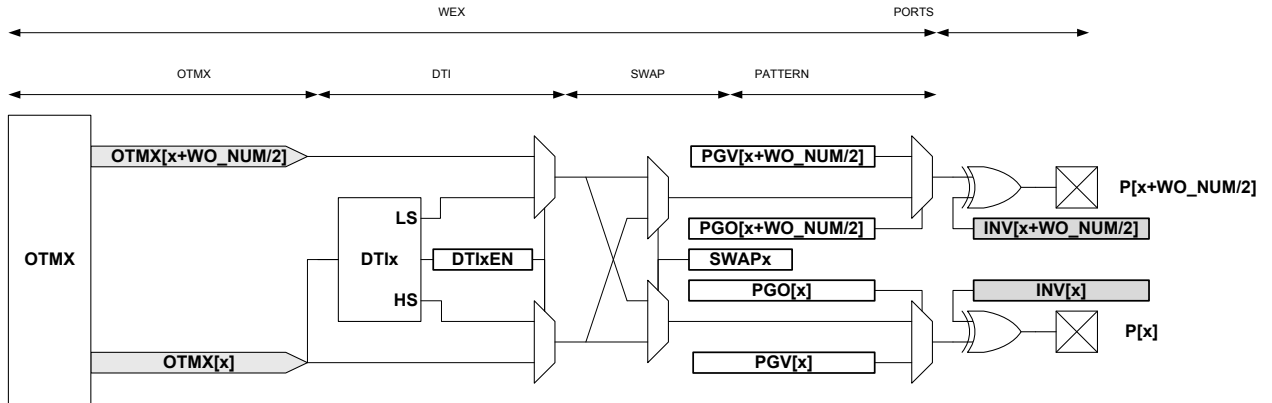 WEX PORTS
OTMX DTI SWAP PATTERN
OTMX[x+WO_NUM/2] PGV[x+WO_NUM/2]
P[x+WO_NUM/2]
LS PGO[x+WO_NUM/2] INV[x+WO_NUM/2]
OTMX DTIx DTIxEN SWAPx
HS PGO[x] INV[x]
P[x]
OTMX[x] PGV[x]